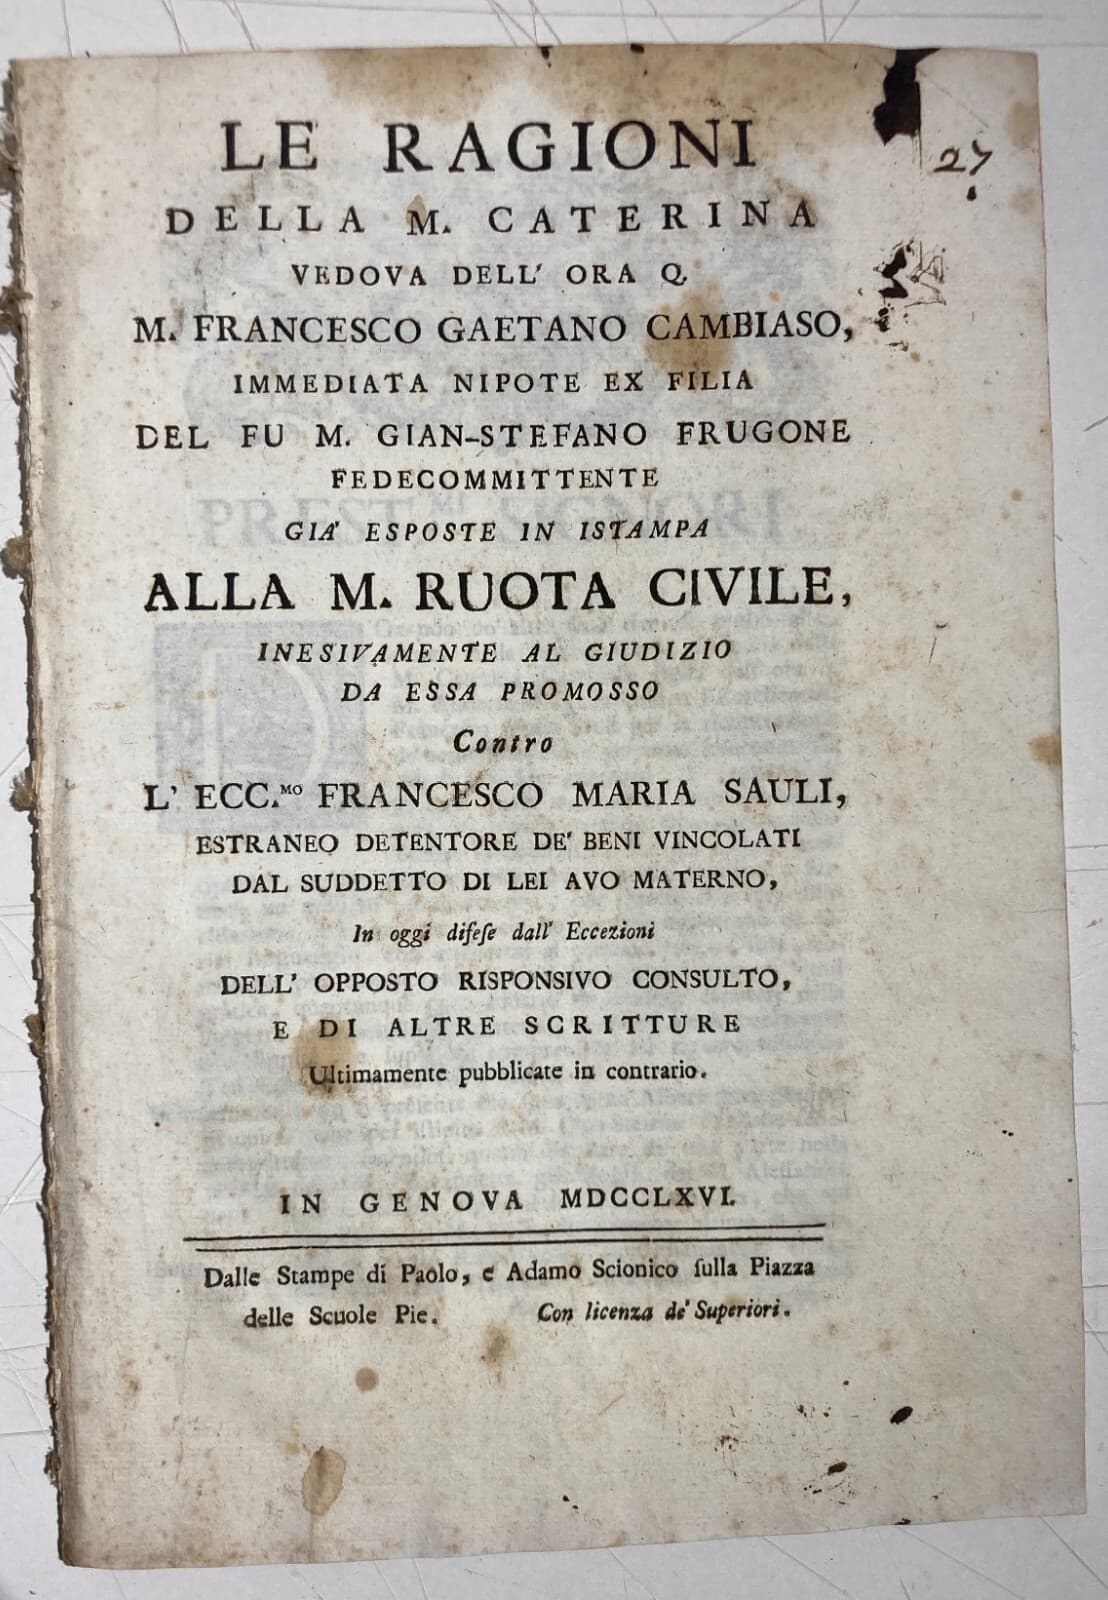 LE RAGIONI
27
DELLA M. CATERINA
VEDOVA DELL' ORA Q.
M. FRANCESCO GAETANO CAMBIASO,
IMMEDIATA NIPOTE EX FILIA
DEL FU M. GIAN-STEFANO FRUGONE
FEDECOMMITTENTE
GIA' ESPOSTE IN ISTAMPA
ALLA M. RUOTA CIVILE,
INESIVAMENTE AL GIUDIZIO
DA ESSA PROMOSSO
Contro
L' ECC.MO FRANCESCO MARIA SAULI,
ESTRANEO DETENTORE DE' BENI VINCOLATI
DAL SUDDETTO DI LEI AVO MATERNO,
In oggi difeſe dall' Eccezioni
DELL' OPPOSTO RISPONSIVO CONSULTO,
E DI ALTRE SCRITTURE
Ultimamente pubblicate in contrario.
IN GENOVA MDCCLXVI.
Dalle Stampe di Paolo, e Adamo Scionico ſulla Piazza
delle Scuole Pie. Con licenza de' Superiori.